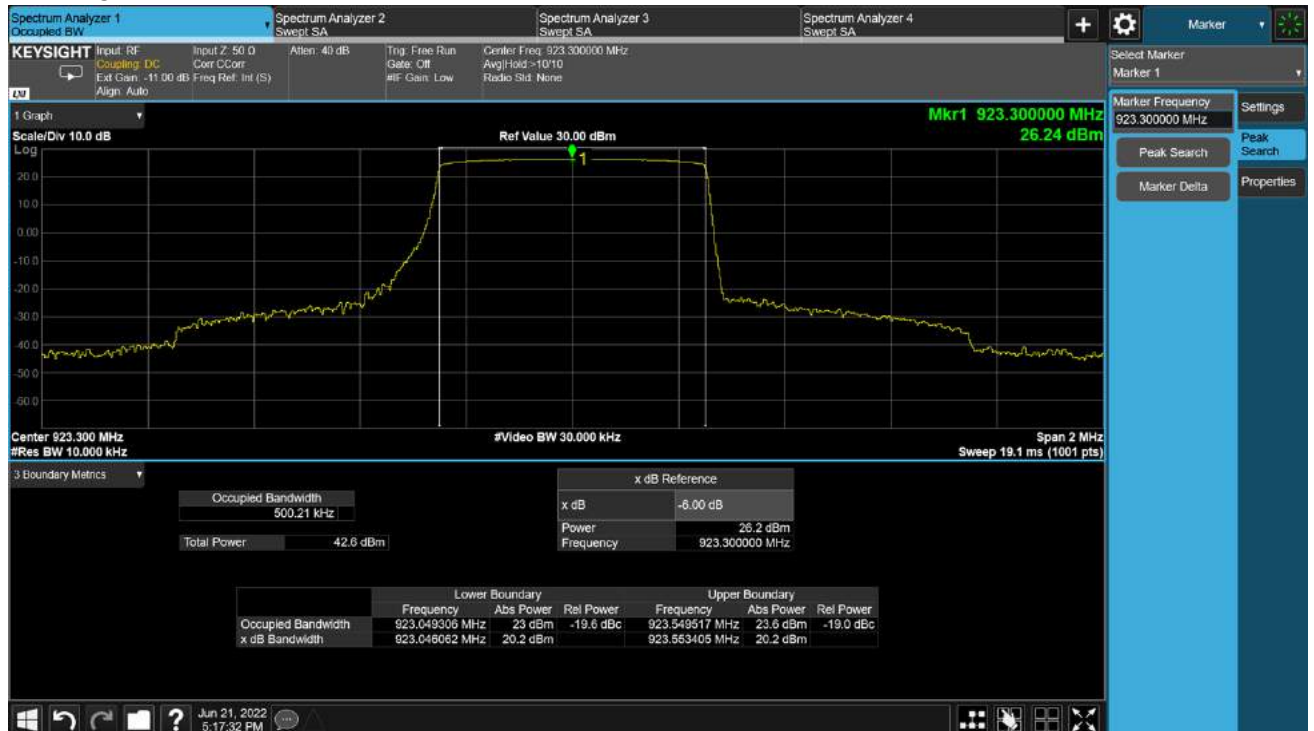 Spectrum Analyzer 1
Occupied BW
Spectrum Analyzer 2
Swept SA
Spectrum Analyzer 3
Swept SA
Spectrum Analyzer 4
Swept SA
+
Marker
KEYSIGHT
Input: RF
Coupling: DC
Ext Gain: -11.00 dB
Align: Auto
Input Z: 50 Ω
Corr CCorr
Freq Ref: Int (S)
Atten: 40 dB
Trig: Free Run
Gate: Off
#IF Gain: Low
Center Freq: 923.300000 MHz
Avg|Hold:>10/10
Radio Std: None
LXI
Select Marker
Marker 1
Marker Frequency
923.300000 MHz
Peak Search
Marker Delta
Settings
Peak
Search
Properties
1 Graph
Scale/Div 10.0 dB
Ref Value 30.00 dBm
Mkr1 923.300000 MHz
26.24 dBm
Log
1
20.0
10.0
0.00
-10.0
-20.0
-30.0
-40.0
-50.0
-60.0
Center 923.300 MHz
#Video BW 30.000 kHz
Span 2 MHz
#Res BW 10.000 kHz
Sweep 19.1 ms (1001 pts)
3 Boundary Metrics
Occupied Bandwidth
500.21 kHz
Total Power 42.6 dBm
x dB Reference
x dB -6.00 dB
Power 26.2 dBm
Frequency 923.300000 MHz
Lower Boundary Upper Boundary
Frequency Abs Power Rel Power Frequency Abs Power Rel Power
Occupied Bandwidth 923.049306 MHz 23 dBm -19.6 dBc 923.549517 MHz 23.6 dBm -19.0 dBc
x dB Bandwidth 923.046062 MHz 20.2 dBm 923.553405 MHz 20.2 dBm
?
Jun 21, 2022
5:17:32 PM